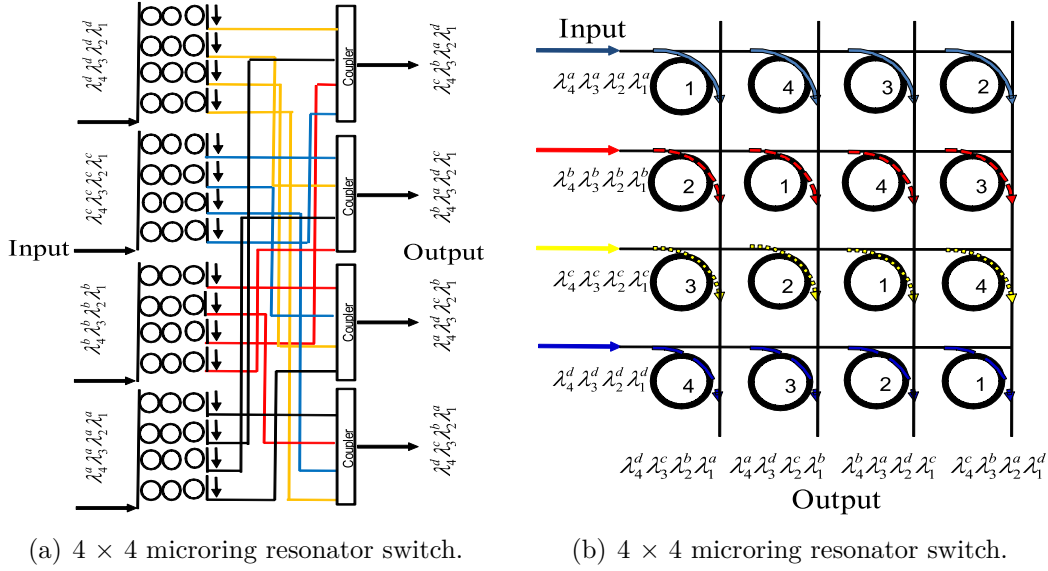 λ₄ᵈ λ₃ᵈ λ₂ᵈ λ₁ᵈ
Coupler
λ₄ᶜ λ₃ᵇ λ₂ᵃ λ₁ᵈ
λ₄ᶜ λ₃ᶜ λ₂ᶜ λ₁ᶜ
Coupler
λ₄ᵇ λ₃ᵃ λ₂ᵈ λ₁ᶜ
Input
Output
λ₄ᵇ λ₃ᵇ λ₂ᵇ λ₁ᵇ
Coupler
λ₄ᵃ λ₃ᵈ λ₂ᶜ λ₁ᵇ
λ₄ᵃ λ₃ᵃ λ₂ᵃ λ₁ᵃ
Coupler
λ₄ᵈ λ₃ᶜ λ₂ᵇ λ₁ᵃ
(a) 4 × 4 microring resonator switch.
Input
λ₄ᵃ λ₃ᵃ λ₂ᵃ λ₁ᵃ
1 4 3 2
λ₄ᵇ λ₃ᵇ λ₂ᵇ λ₁ᵇ
2 1 4 3
λ₄ᶜ λ₃ᶜ λ₂ᶜ λ₁ᶜ
3 2 1 4
λ₄ᵈ λ₃ᵈ λ₂ᵈ λ₁ᵈ
4 3 2 1
λ₄ᵈ λ₃ᶜ λ₂ᵇ λ₁ᵃ λ₄ᵃ λ₃ᵈ λ₂ᶜ λ₁ᵇ λ₄ᵇ λ₃ᵃ λ₂ᵈ λ₁ᶜ λ₄ᶜ λ₃ᵇ λ₂ᵃ λ₁ᵈ
Output
(b) 4 × 4 microring resonator switch.